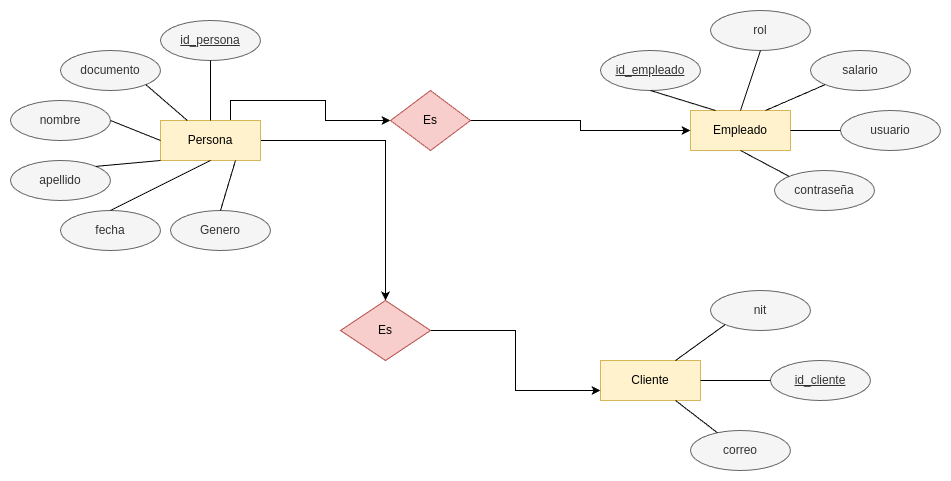 id_persona
documento
nombre
Persona
apellido
fecha
Genero
Es
rol
id_empleado
salario
Empleado
usuario
contraseña
Es
nit
Cliente
id_cliente
correo